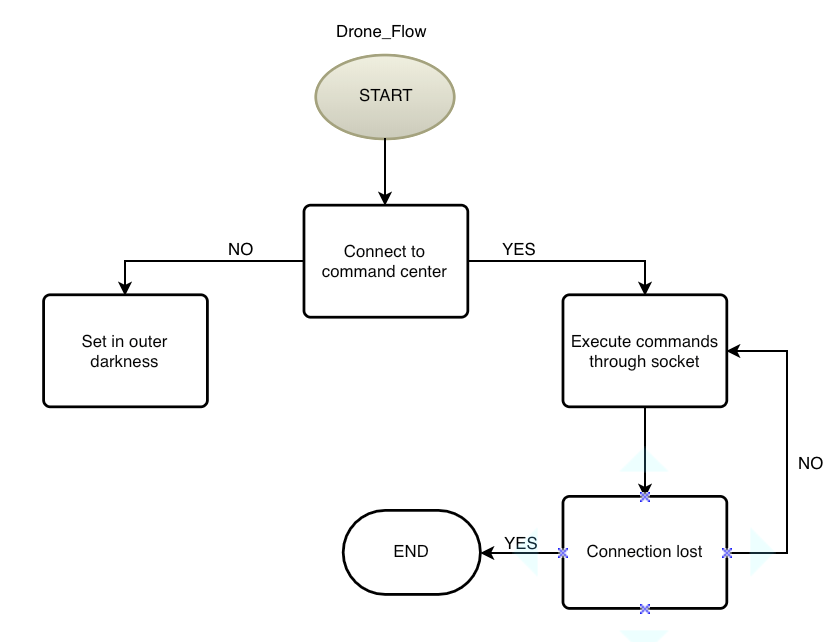 Drone_Flow
START
Connect to
command center
NO
YES
Set in outer
darkness
Execute commands
through socket
NO
Connection lost
YES
END